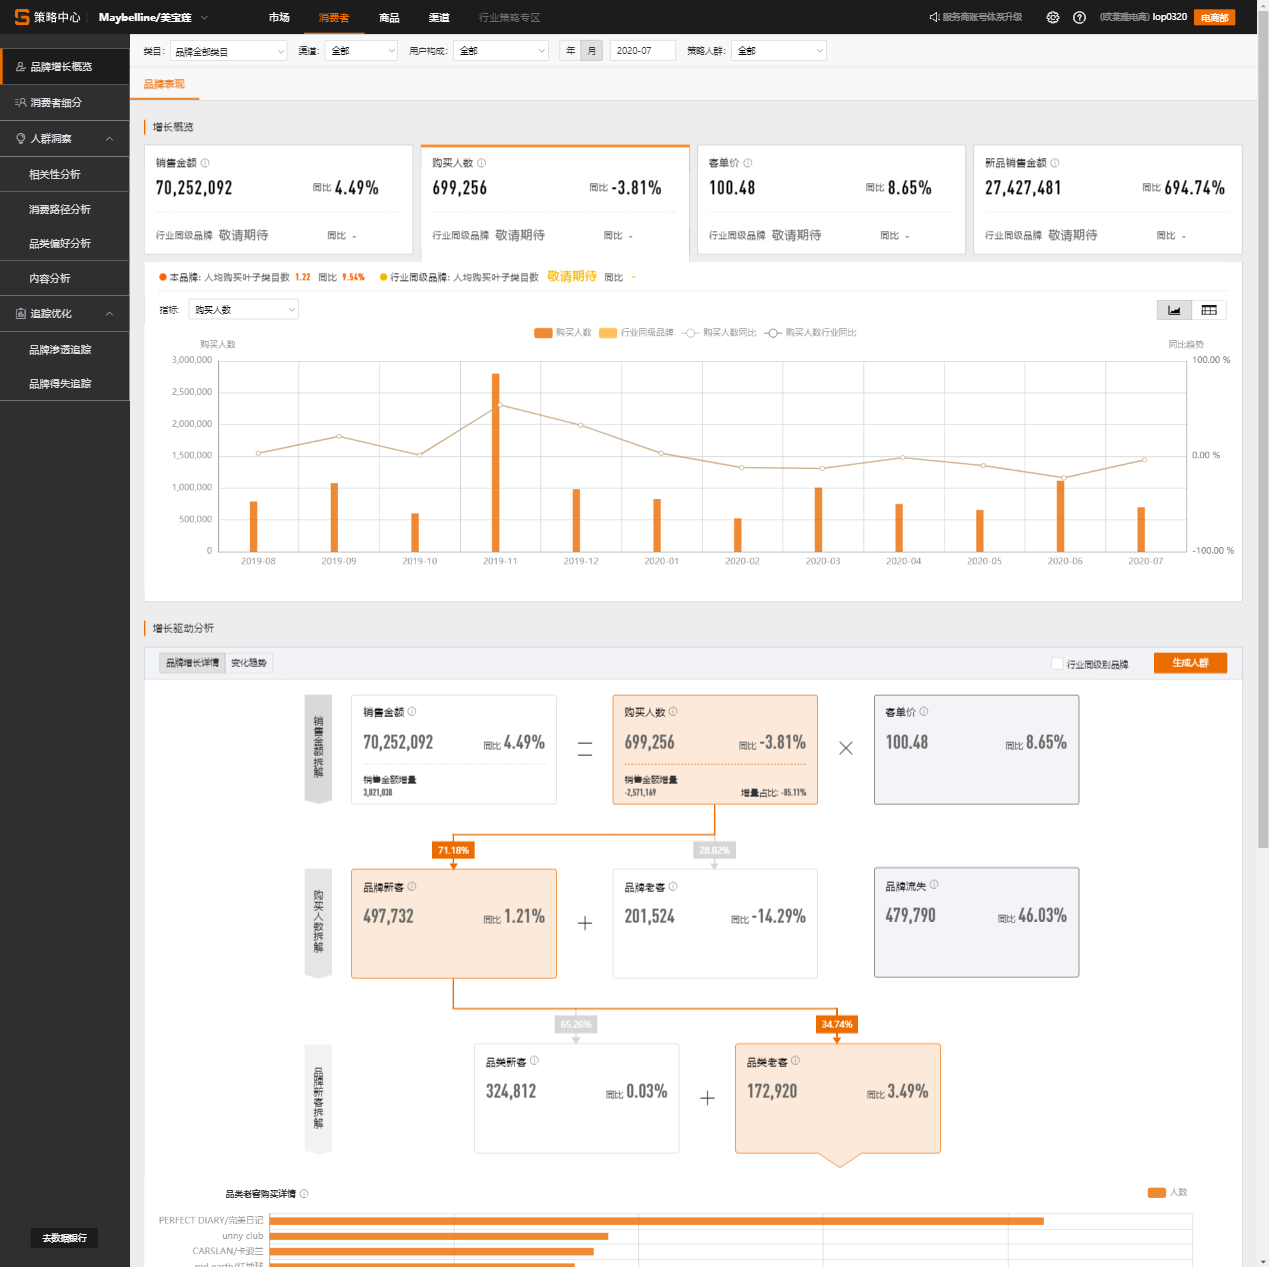 策略中心 Maybelline/美宝莲 市场 消费者 商品 渠道 行业策略专区 服务商账号体系升级 (欧莱雅电商) lop0320 电商部
类目: 品牌全部类目 渠道: 全部 用户构成: 全部 年 月 2020-07 策略人群: 全部
品牌增长概览
消费者细分
人群洞察
相关性分析
消费路径分析
品类偏好分析
内容分析
追踪优化
品牌渗透追踪
品牌得失追踪
去数据银行
品牌表现
增长概览
销售金额
70,252,092 同比 4.49%
行业同级品牌 敬请期待 同比 -
购买人数
699,256 同比 -3.81%
行业同级品牌 敬请期待 同比 -
客单价
100.48 同比 8.65%
行业同级品牌 敬请期待 同比 -
新品销售金额
27,427,481 同比 694.74%
行业同级品牌 敬请期待 同比 -
本品牌: 人均购买叶子类目数 1.22 同比 9.54% 行业同级品牌: 人均购买叶子类目数 敬请期待 同比 -
指标: 购买人数
购买人数 行业同级品牌 购买人数同比 购买人数行业同比
购买人数 同比趋势
3,000,000 100.00 %
2,500,000
2,000,000
1,500,000 0.00 %
1,000,000
500,000
0 -100.00 %
2019-08 2019-09 2019-10 2019-11 2019-12 2020-01 2020-02 2020-03 2020-04 2020-05 2020-06 2020-07
增长驱动分析
品牌增长详情 变化趋势 行业同级别品牌 生成人群
销售金额拆解
销售金额
70,252,092 同比 4.49%
销售金额增量
3,021,038
=
购买人数
699,256 同比 -3.81%
销售金额增量
-2,571,169 增量占比: -85.11%
×
客单价
100.48 同比 8.65%
71.18% 28.82%
购买人数拆解
品牌新客
497,732 同比 1.21%
+
品牌老客
201,524 同比 -14.29%
品牌流失
479,790 同比 46.03%
65.26% 34.74%
品牌新客拆解
品类新客
324,812 同比 0.03%
+
品类老客
172,920 同比 3.49%
品类老客购买详情 人数
PERFECT DIARY/完美日记
unny club
CARSLAN/卡姿兰
red earth/红地球